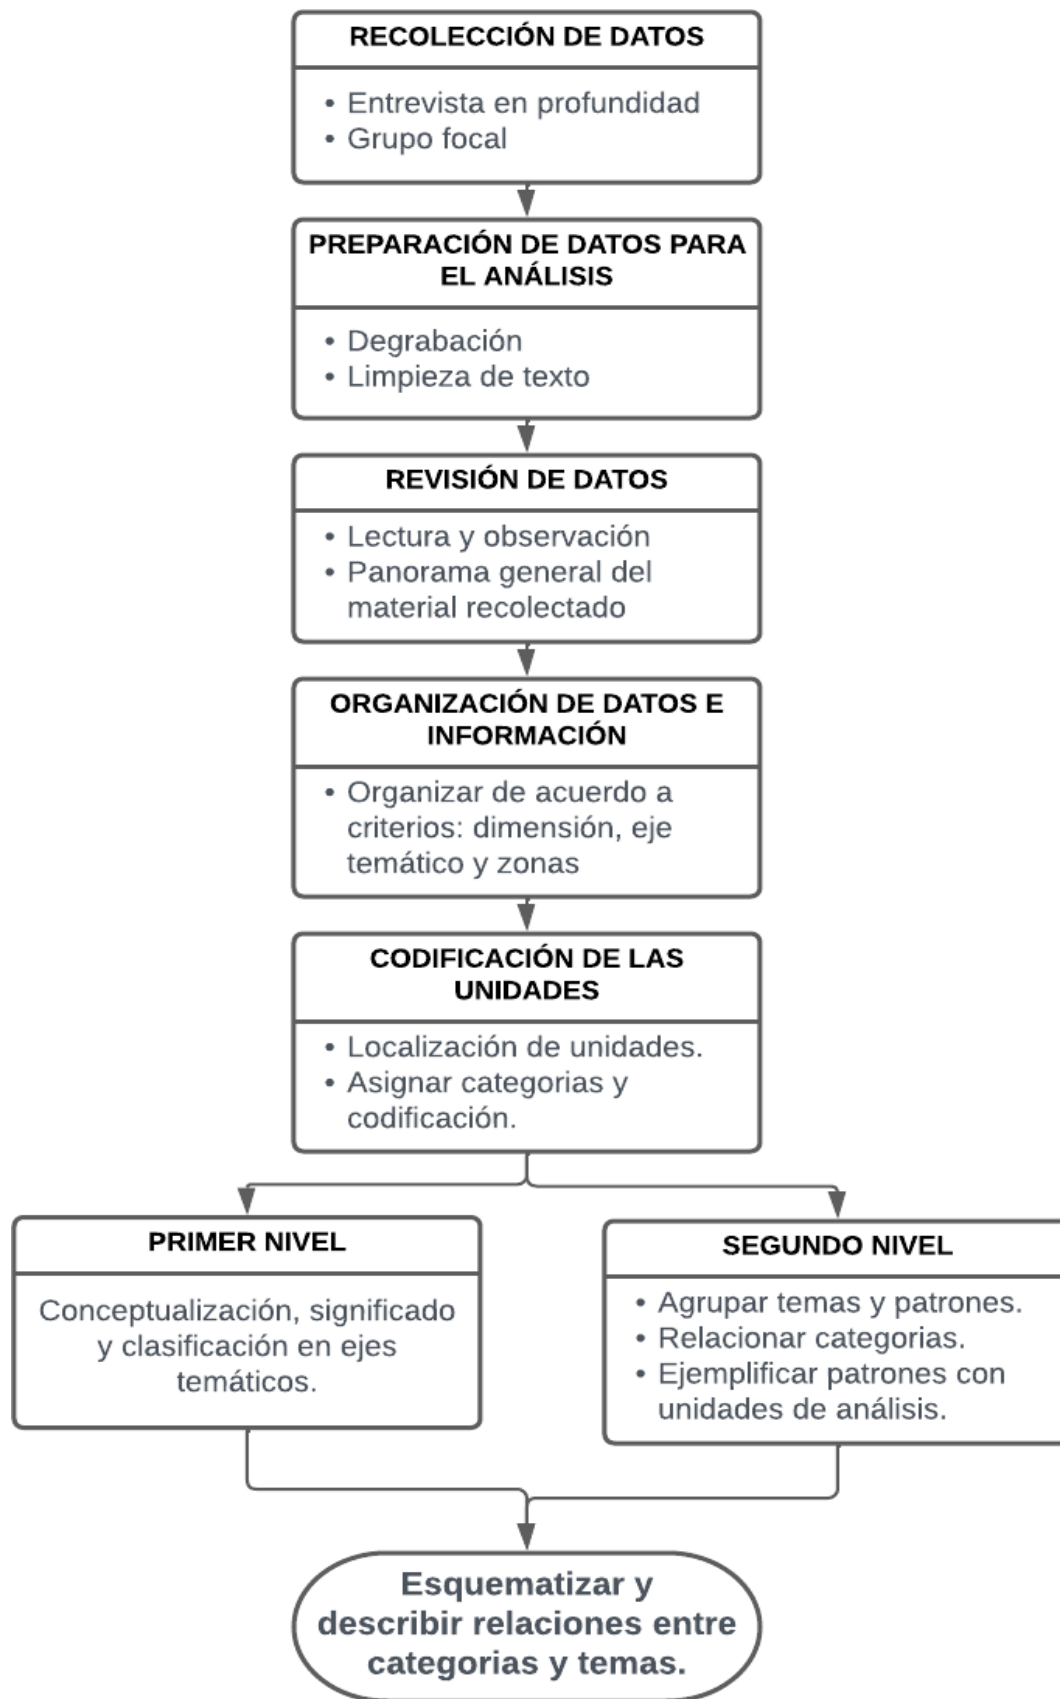 RECOLECCIÓN DE DATOS
• Entrevista en profundidad
• Grupo focal
PREPARACIÓN DE DATOS PARA
EL ANÁLISIS
• Degrabación
• Limpieza de texto
REVISIÓN DE DATOS
• Lectura y observación
• Panorama general del
material recolectado
ORGANIZACIÓN DE DATOS E
INFORMACIÓN
• Organizar de acuerdo a
criterios: dimensión, eje
temático y zonas
CODIFICACIÓN DE LAS
UNIDADES
• Localización de unidades.
• Asignar categorias y
codificación.
PRIMER NIVEL
Conceptualización, significado
y clasificación en ejes
temáticos.
SEGUNDO NIVEL
• Agrupar temas y patrones.
• Relacionar categorias.
• Ejemplificar patrones con
unidades de análisis.
Esquematizar y
describir relaciones entre
categorias y temas.